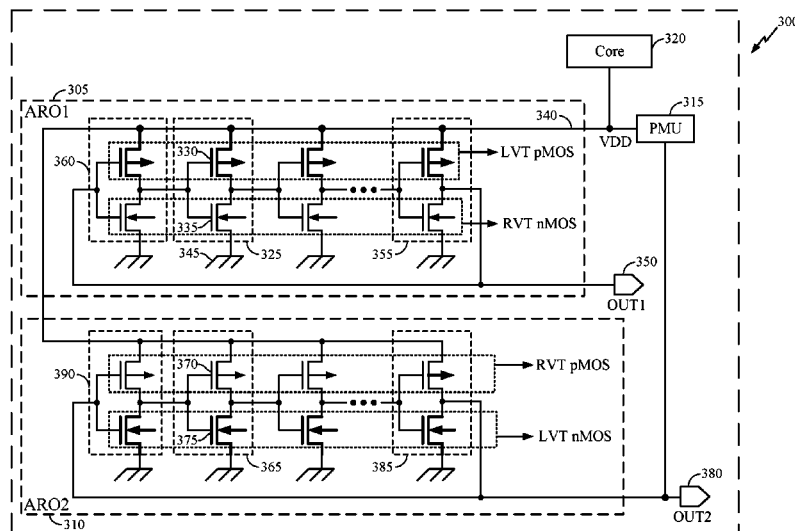 300
Core
320
305
ARO1
340
315
VDD
PMU
360
330
LVT pMOS
335
RVT nMOS
345
325
355
350
OUT1
390
370
RVT pMOS
375
LVT nMOS
365
385
380
ARO2
OUT2
310